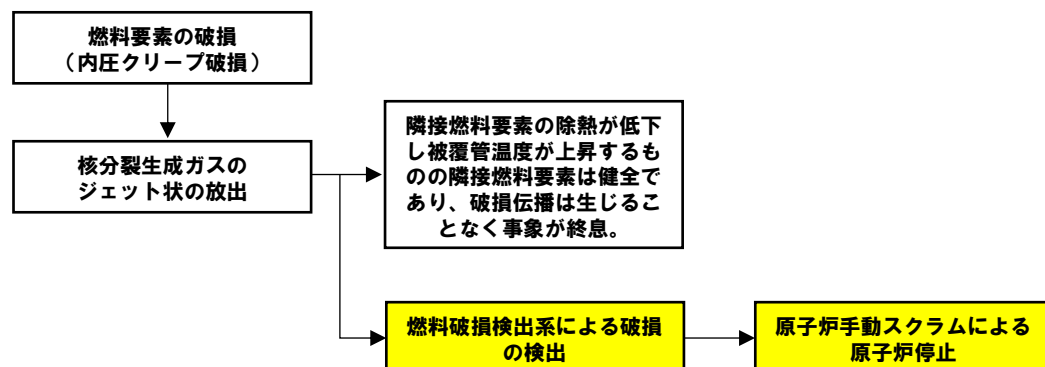 燃料要素の破損
（内圧クリープ破損）
核分裂生成ガスの
ジェット状の放出
隣接燃料要素の除熱が低下
し被覆管温度が上昇するも
のの隣接燃料要素は健全で
あり、破損伝播は生じるこ
となく事象が終息。
燃料破損検出系による破損
の検出
原子炉手動スクラムによる
原子炉停止